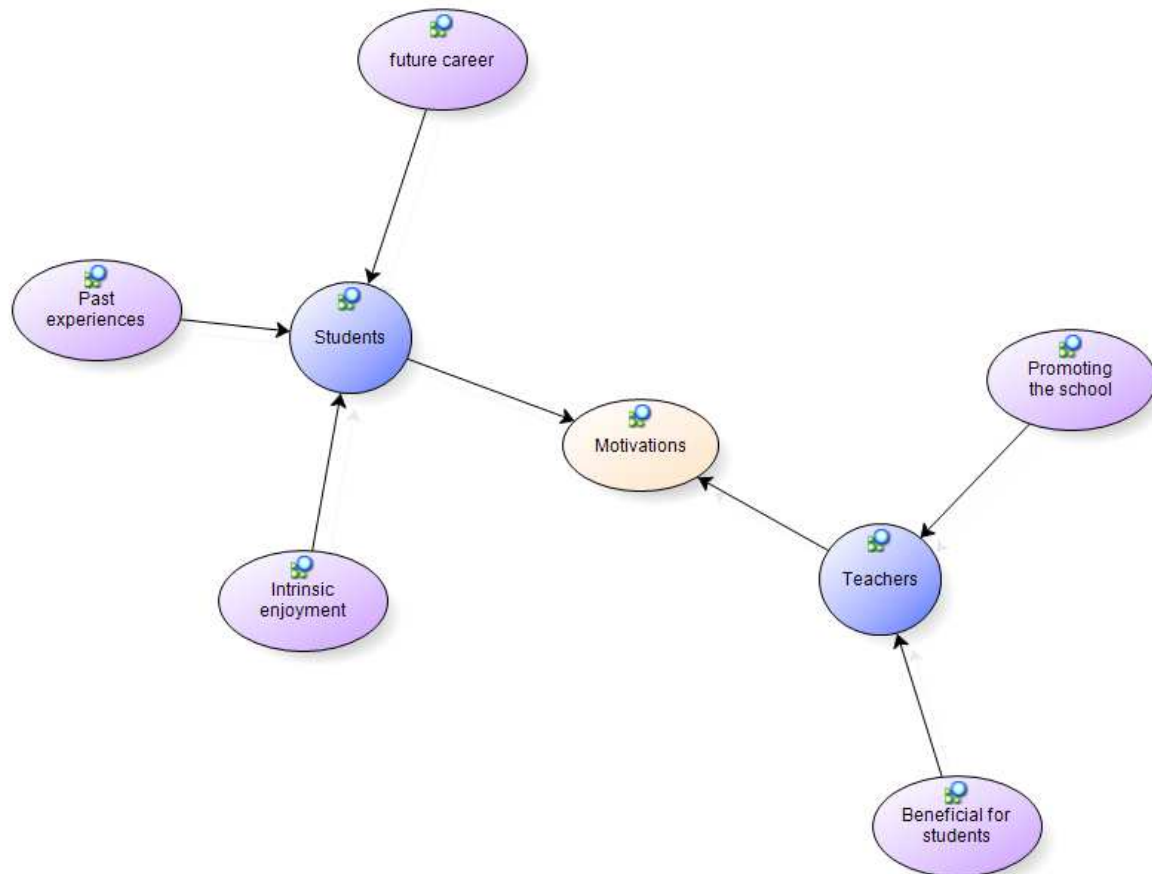 future career
Past
experiences
Students
Promoting
the school
Motivations
Intrinsic
enjoyment
Teachers
Beneficial for
students